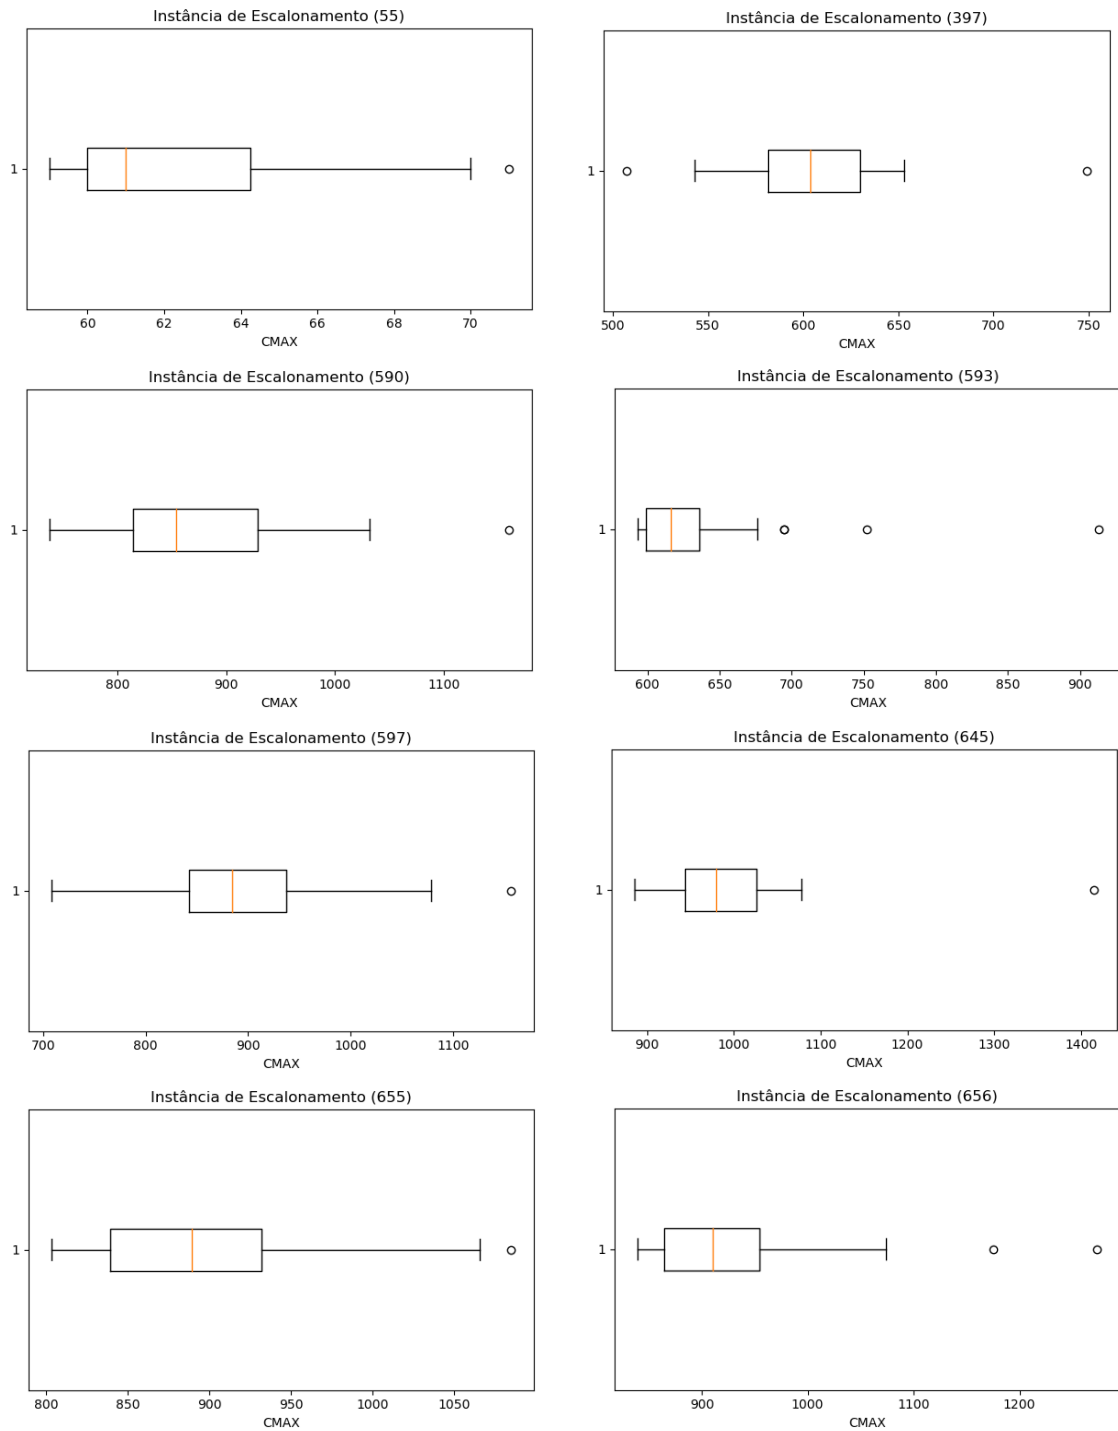 Instância de Escalonamento (55)
1
60 62 64 66 68 70
CMAX
Instância de Escalonamento (397)
1
500 550 600 650 700 750
CMAX
Instância de Escalonamento (590)
1
800 900 1000 1100
CMAX
Instância de Escalonamento (593)
1
600 650 700 750 800 850 900
CMAX
Instância de Escalonamento (597)
1
700 800 900 1000 1100
CMAX
Instância de Escalonamento (645)
1
900 1000 1100 1200 1300 1400
CMAX
Instância de Escalonamento (655)
1
800 850 900 950 1000 1050
CMAX
Instância de Escalonamento (656)
1
900 1000 1100 1200
CMAX